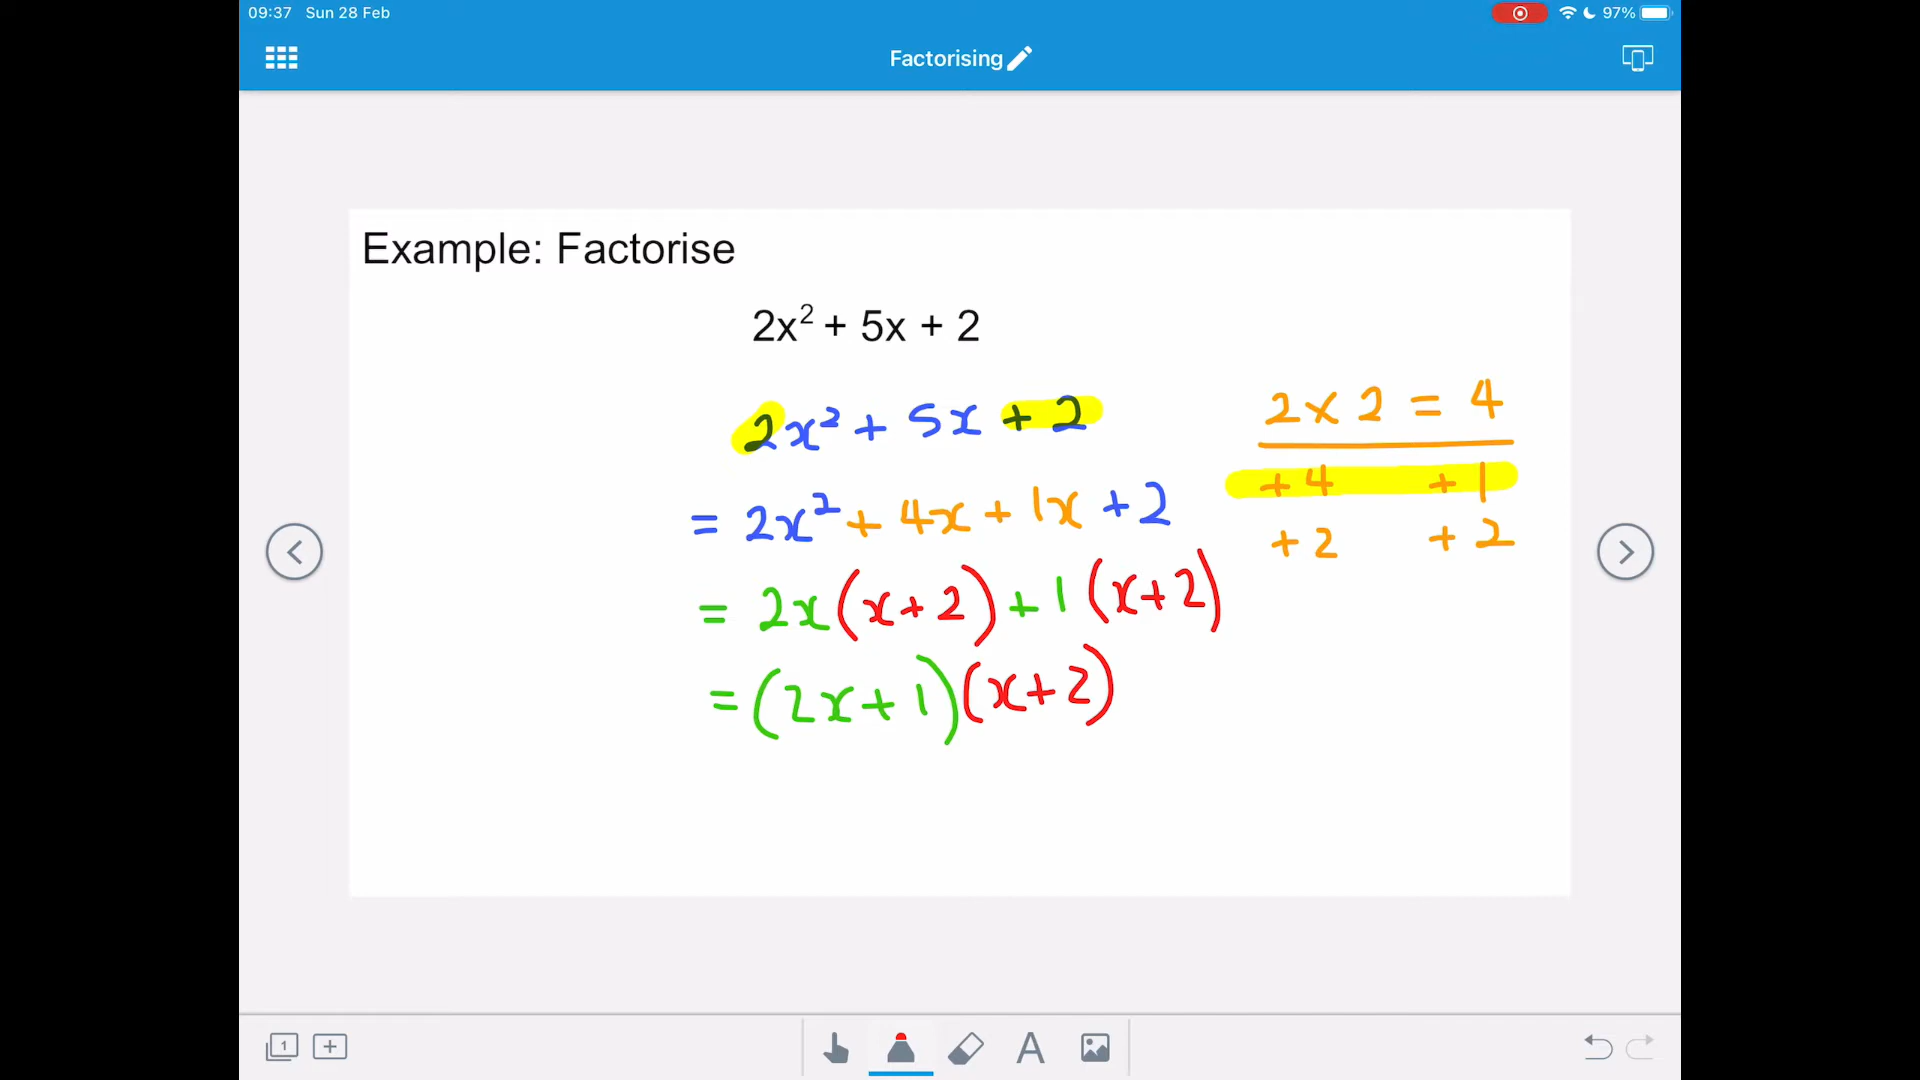 09:37 Sun 28 Feb 97%
Factorising
Example: Factorise
2x² + 5x + 2
2x² + 5x + 2
= 2x² + 4x + 1x + 2
= 2x(x+2) + 1(x+2)
= (2x+1)(x+2)
2 × 2 = 4
+4 +1
+2 +2
1
A